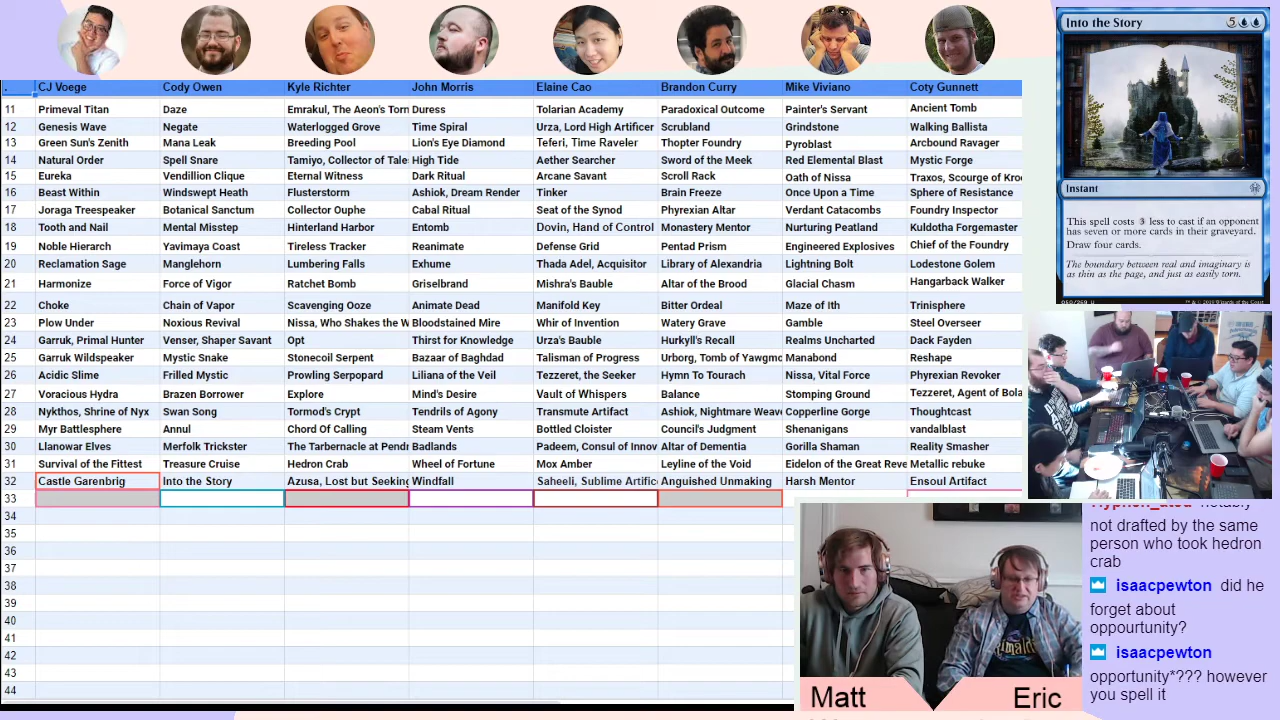 . CJ Voege Cody Owen Kyle Richter John Morris Elaine Cao Brandon Curry Mike Viviano Coty Gunnett
11 Primeval Titan Daze Emrakul, The Aeon's Torn Duress Tolarian Academy Paradoxical Outcome Painter's Servant Ancient Tomb
12 Genesis Wave Negate Waterlogged Grove Time Spiral Urza, Lord High Artificer Scrubland Grindstone Walking Ballista
13 Green Sun's Zenith Mana Leak Breeding Pool Lion's Eye Diamond Teferi, Time Raveler Thopter Foundry Pyroblast Arcbound Ravager
14 Natural Order Spell Snare Tamiyo, Collector of Tale High Tide Aether Searcher Sword of the Meek Red Elemental Blast Mystic Forge
15 Eureka Vendillion Clique Eternal Witness Dark Ritual Arcane Savant Scroll Rack Oath of Nissa Traxos, Scourge of Kroo
16 Beast Within Windswept Heath Flusterstorm Ashiok, Dream Render Tinker Brain Freeze Once Upon a Time Sphere of Resistance
17 Joraga Treespeaker Botanical Sanctum Collector Ouphe Cabal Ritual Seat of the Synod Phyrexian Altar Verdant Catacombs Foundry Inspector
18 Tooth and Nail Mental Misstep Hinterland Harbor Entomb Dovin, Hand of Control Monastery Mentor Nurturing Peatland Kuldotha Forgemaster
19 Noble Hierarch Yavimaya Coast Tireless Tracker Reanimate Defense Grid Pentad Prism Engineered Explosives Chief of the Foundry
20 Reclamation Sage Manglehorn Lumbering Falls Exhume Thada Adel, Acquisitor Library of Alexandria Lightning Bolt Lodestone Golem
21 Harmonize Force of Vigor Ratchet Bomb Griselbrand Mishra's Bauble Altar of the Brood Glacial Chasm Hangarback Walker
22 Choke Chain of Vapor Scavenging Ooze Animate Dead Manifold Key Bitter Ordeal Maze of Ith Trinisphere
23 Plow Under Noxious Revival Nissa, Who Shakes the W Bloodstained Mire Whir of Invention Watery Grave Gamble Steel Overseer
24 Garruk, Primal Hunter Venser, Shaper Savant Opt Thirst for Knowledge Urza's Bauble Hurkyll's Recall Realms Uncharted Dack Fayden
25 Garruk Wildspeaker Mystic Snake Stonecoil Serpent Bazaar of Baghdad Talisman of Progress Urborg, Tomb of Yawgmo Manabond Reshape
26 Acidic Slime Frilled Mystic Prowling Serpopard Liliana of the Veil Tezzeret, the Seeker Hymn To Tourach Nissa, Vital Force Phyrexian Revoker
27 Voracious Hydra Brazen Borrower Explore Mind's Desire Vault of Whispers Balance Stomping Ground Tezzeret, Agent of Bola
28 Nykthos, Shrine of Nyx Swan Song Tormod's Crypt Tendrils of Agony Transmute Artifact Ashiok, Nightmare Weave Copperline Gorge Thoughtcast
29 Myr Battlesphere Annul Chord Of Calling Steam Vents Bottled Cloister Council's Judgment Shenanigans vandalblast
30 Llanowar Elves Merfolk Trickster The Tarbernacle at Pendr Badlands Padeem, Consul of Innov Altar of Dementia Gorilla Shaman Reality Smasher
31 Survival of the Fittest Treasure Cruise Hedron Crab Wheel of Fortune Mox Amber Leyline of the Void Eidelon of the Great Reve Metallic rebuke
32 Castle Garenbrig Into the Story Azusa, Lost but Seeking Windfall Saheeli, Sublime Artific Anguished Unmaking Harsh Mentor Ensoul Artifact
33
34
35
36
37
38
39
40
41
42
43
44
Into the Story 5
Instant
This spell costs 3 less to cast if an opponent
has seven or more cards in their graveyard.
Draw four cards.
The boundary between real and imaginary is
as thin as the page, and just as easily torn.
not drafted by the same
person who took hedron
crab
isaacpewton did he
forget about
oppourtunity?
isaacpewton
opportunity*??? however
you spell it
Matt Eric